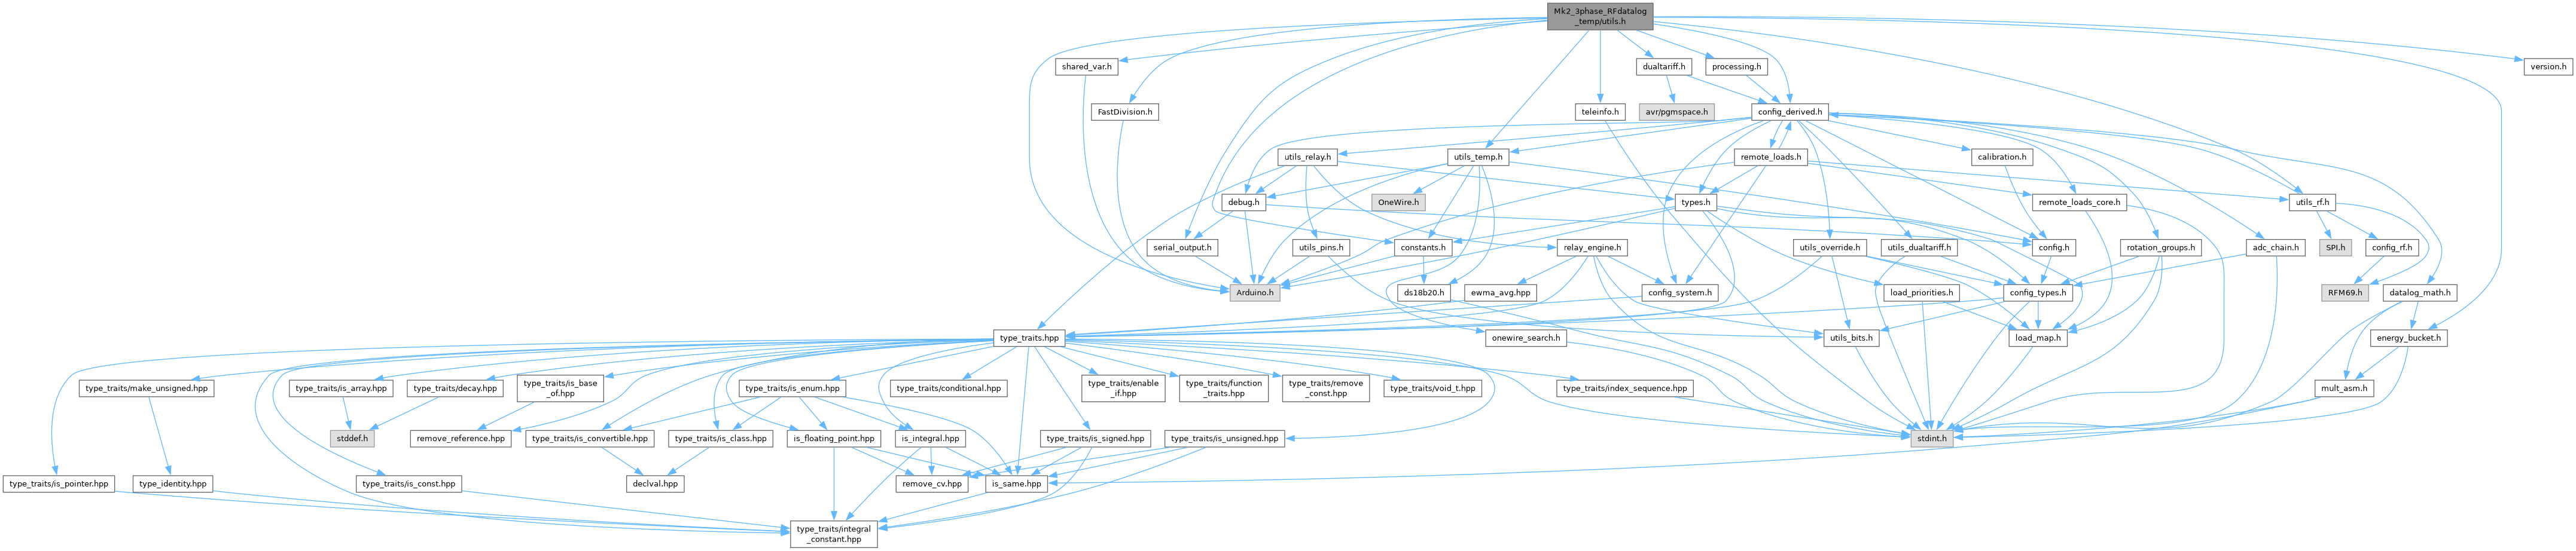 Mk2_3phase_RFdatalog
_temp/utils.h
shared_var.h
dualtariff.h
processing.h
version.h
FastDivision.h
teleinfo.h
avr/pgmspace.h
config_derived.h
utils_relay.h
utils_temp.h
remote_loads.h
calibration.h
debug.h
OneWire.h
types.h
remote_loads_core.h
utils_rf.h
serial_output.h
utils_pins.h
constants.h
relay_engine.h
utils_override.h
utils_dualtariff.h
config.h
rotation_groups.h
adc_chain.h
SPI.h
config_rf.h
Arduino.h
ds18b20.h
ewma_avg.hpp
config_system.h
load_priorities.h
config_types.h
RFM69.h
datalog_math.h
type_traits.hpp
onewire_search.h
utils_bits.h
load_map.h
energy_bucket.h
type_traits/make_unsigned.hpp
type_traits/is_array.hpp
type_traits/decay.hpp
type_traits/is_base
_of.hpp
type_traits/is_enum.hpp
type_traits/conditional.hpp
type_traits/enable
_if.hpp
type_traits/function
_traits.hpp
type_traits/remove
_const.hpp
type_traits/void_t.hpp
type_traits/index_sequence.hpp
mult_asm.h
stddef.h
remove_reference.hpp
type_traits/is_convertible.hpp
type_traits/is_class.hpp
is_floating_point.hpp
is_integral.hpp
type_traits/is_signed.hpp
type_traits/is_unsigned.hpp
stdint.h
type_traits/is_pointer.hpp
type_identity.hpp
type_traits/is_const.hpp
declval.hpp
remove_cv.hpp
is_same.hpp
type_traits/integral
_constant.hpp